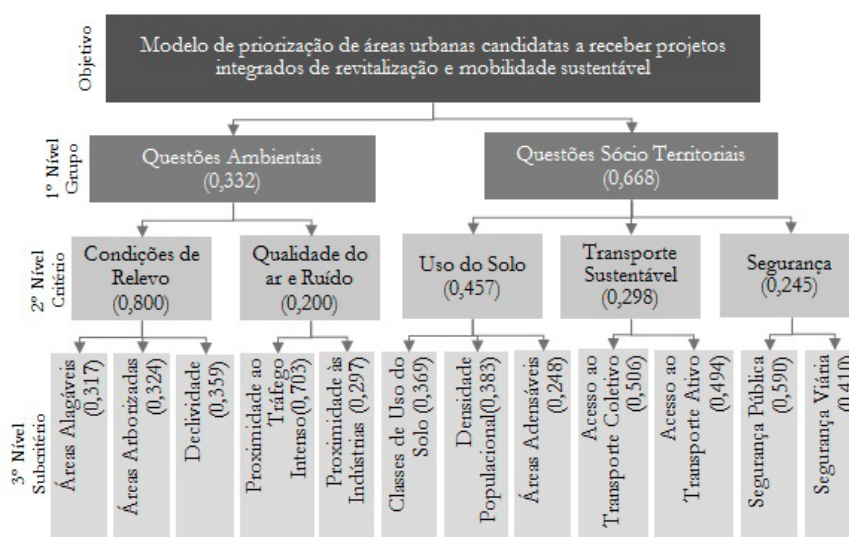 Objetivo
Modelo de priorização de áreas urbanas candidatas a receber projetos
integrados de revitalização e mobilidade sustentável
1º Nível
Grupo
Questões Ambientais
(0,332)
Questões Sócio Territoriais
(0,668)
2º Nível
Critério
Condições de
Relevo
(0,800)
Qualidade do
ar e Ruído
(0,200)
Uso do Solo
(0,457)
Transporte
Sustentável
(0,298)
Segurança
(0,245)
3º Nível
Subcritério
Áreas Alagáveis
(0,317)
Áreas Arborizadas
(0,324)
Declividade
(0,359)
Proximidade ao
Tráfego
Intenso(0,703)
Proximidade às
Indústrias (0,297)
Classes de Uso do
Solo (0,369)
Densidade
Populacional(0,383)
Áreas Adensáveis
(0,248)
Acesso ao
Transporte Coletivo
(0,506)
Acesso ao
Transporte Ativo
(0,494)
Segurança Pública
(0,590)
Segurança Viária
(0,410)